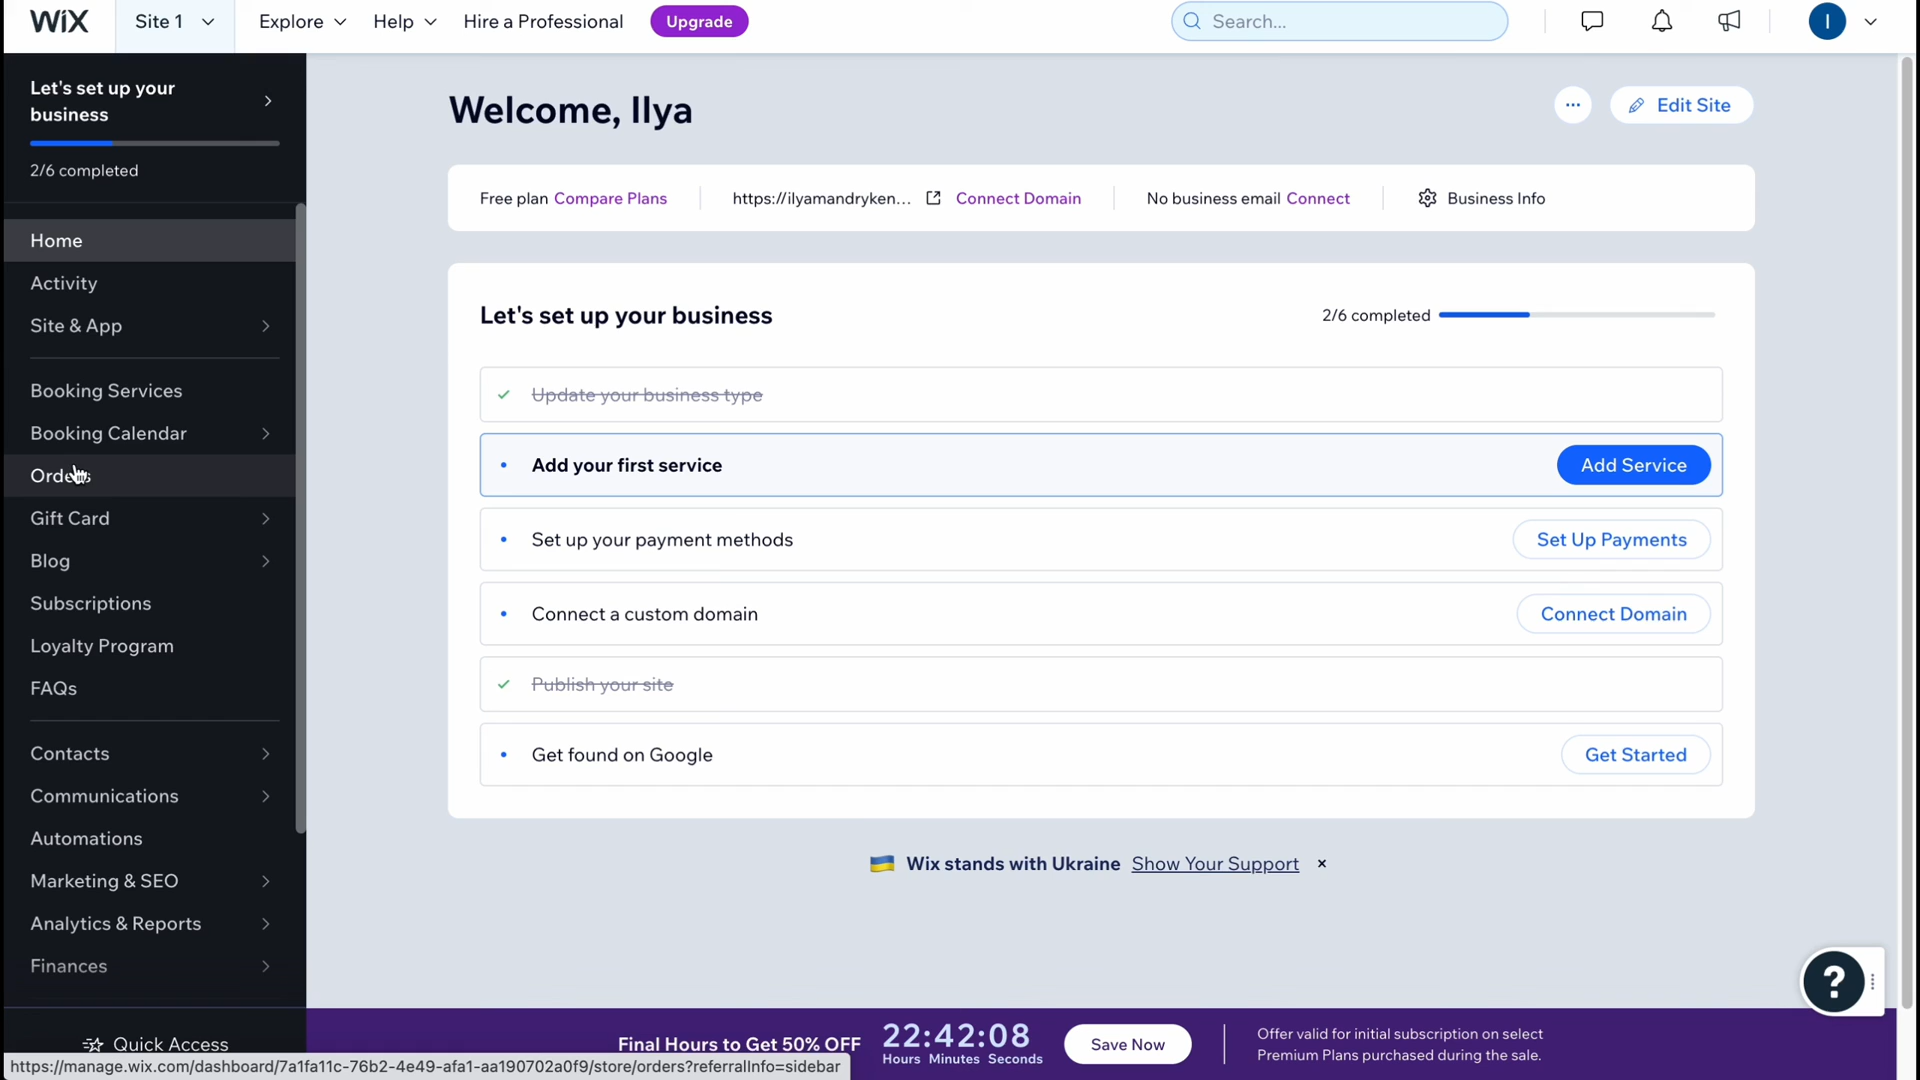 WIX
Site 1
Explore
Help
Hire a Professional
Upgrade
Search...
I
Let's set up your
business
2/6 completed
Home
Activity
Site & App
Booking Services
Booking Calendar
Orders
Gift Card
Blog
Subscriptions
Loyalty Program
FAQs
Contacts
Communications
Automations
Marketing & SEO
Analytics & Reports
Finances
Quick Access
Welcome, Ilya
...
Edit Site
Free plan Compare Plans
https://ilyamandryken... Connect Domain
No business email Connect
Business Info
Let's set up your business
2/6 completed
Update your business type
Add your first service
Add Service
Set up your payment methods
Set Up Payments
Connect a custom domain
Connect Domain
Publish your site
Get found on Google
Get Started
Wix stands with Ukraine Show Your Support
?
Final Hours to Get 50% OFF
22:42:08
Hours Minutes Seconds
Save Now
Offer valid for initial subscription on select
Premium Plans purchased during the sale.
https://manage.wix.com/dashboard/7a1fa11c-76b2-4e49-afa1-aa190702a0f9/store/orders?referralInfo=sidebar